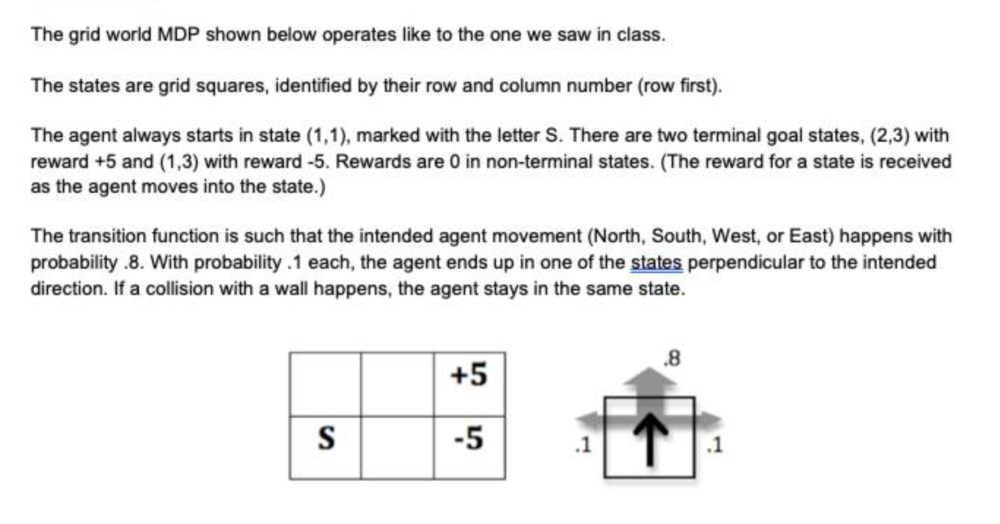 The grid world MDP shown below operates like to the one we saw in class.
The states are grid squares, identified by their row and column number (row first).
The agent always starts in state (1,1), marked with the letter S. There are two terminal goal states, (2,3) with
reward +5 and (1,3) with reward -5. Rewards are 0 in non-terminal states. (The reward for a state is received
as the agent moves into the state.)
The transition function is such that the intended agent movement (North, South, West, or East) happens with
probability .8. With probability .1 each, the agent ends up in one of the states perpendicular to the intended
direction. If a collision with a wall happens, the agent stays in the same state.
+5
S -5
.8
.1 .1